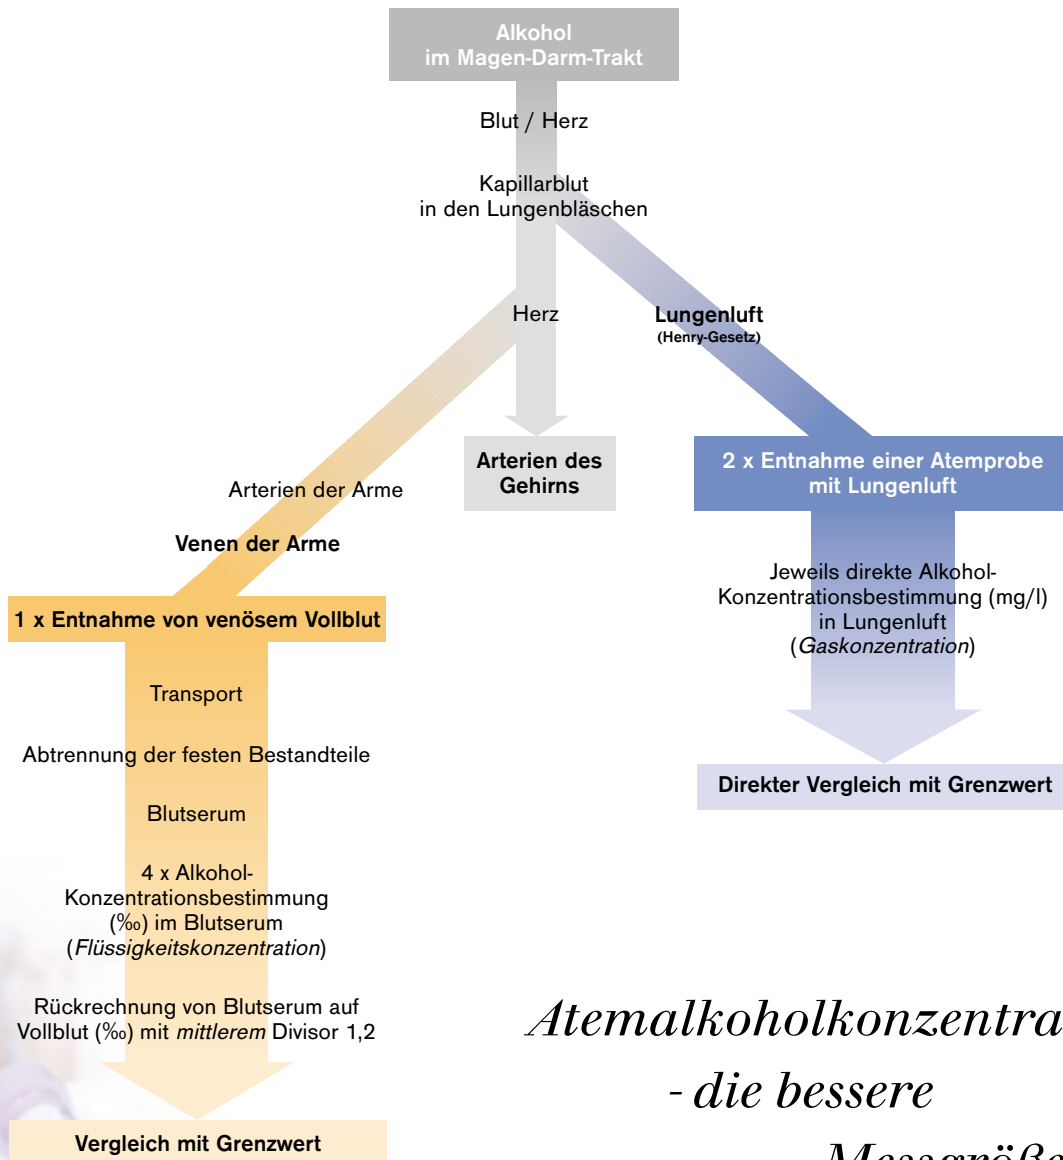 Alkohol
im Magen-Darm-Trakt
Blut / Herz
Kapillarblut
in den Lungenbläschen
Herz
Lungenluft
(Henry-Gesetz)
Arterien des
Gehirns
2 x Entnahme einer Atemprobe
mit Lungenluft
Arterien der Arme
Venen der Arme
Jeweils direkte Alkohol-
Konzentrationsbestimmung (mg/l)
in Lungenluft
(Gaskonzentration)
1 x Entnahme von venösem Vollblut
Transport
Abtrennung der festen Bestandteile
Direkter Vergleich mit Grenzwert
Blutserum
4 x Alkohol-
Konzentrationsbestimmung
(‰) im Blutserum
(Flüssigkeitskonzentration)
Rückrechnung von Blutserum auf
Vollblut (‰) mit mittlerem Divisor 1,2
Vergleich mit Grenzwert
Atemalkoholkonzentra
- die bessere
Messgröße